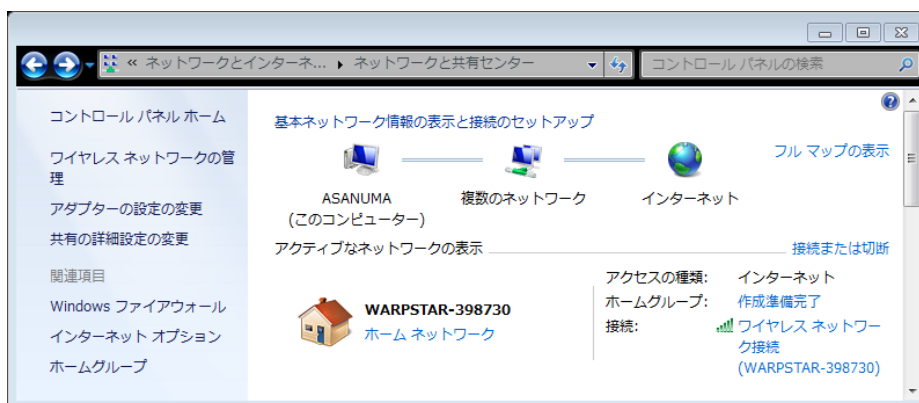 « ネットワークとインターネ... ▸ ネットワークと共有センター
コントロール パネルの検索
コントロール パネル ホーム
ワイヤレス ネットワークの管
理
アダプターの設定の変更
共有の詳細設定の変更
関連項目
Windows ファイアウォール
インターネット オプション
ホームグループ
基本ネットワーク情報の表示と接続のセットアップ
フル マップの表示
ASANUMA
(このコンピューター)
複数のネットワーク
インターネット
アクティブなネットワークの表示
接続または切断
WARPSTAR-398730
ホーム ネットワーク
アクセスの種類: インターネット
ホームグループ: 作成準備完了
接続: ワイヤレス ネットワー
ク接続
(WARPSTAR-398730)